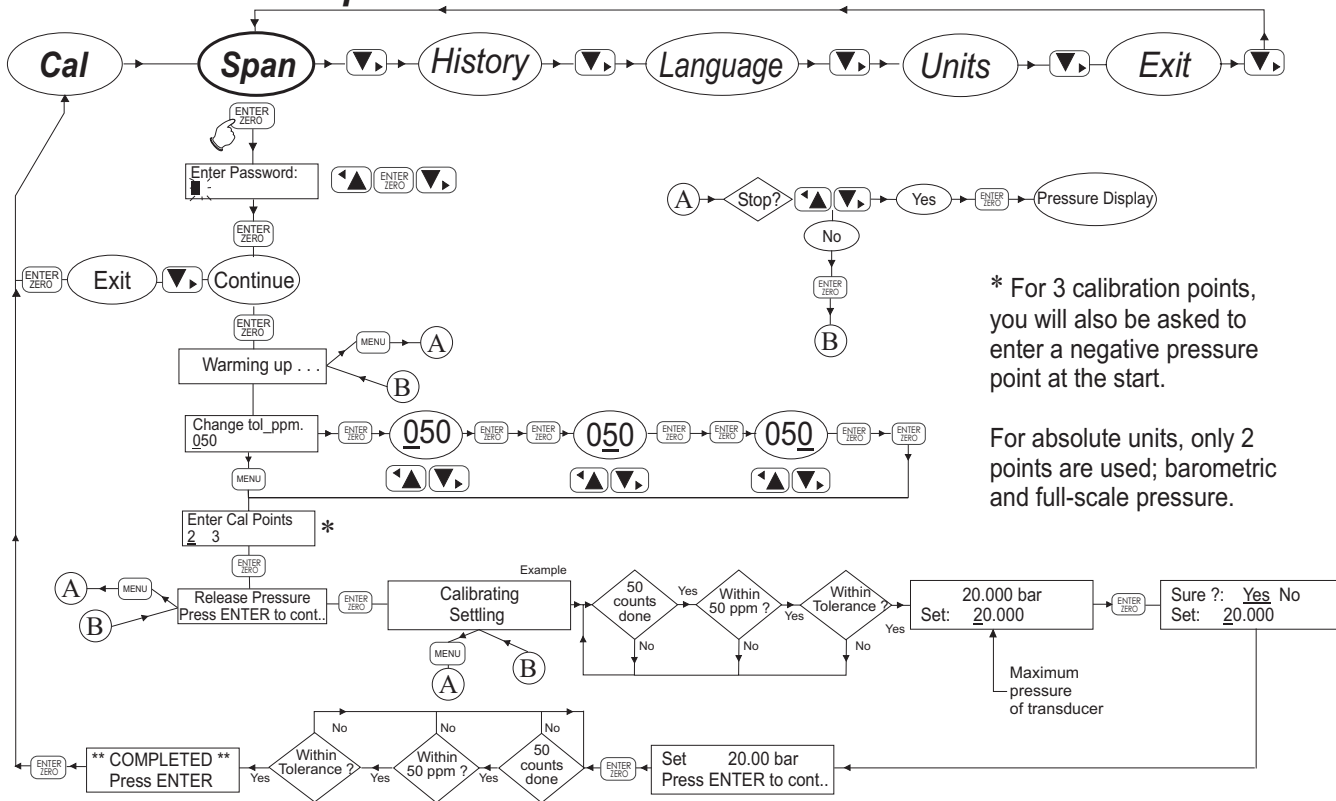 Cal
Span
History
Language
Units
Exit
ENTER
ZERO
Enter Password:
ENTER
ZERO
A
Stop?
Yes
ENTER
ZERO
Pressure Display
No
ENTER
ZERO
B
ENTER
ZERO
ENTER
ZERO
Exit
Continue
ENTER
ZERO
Warming up . . .
MENU
A
B
* For 3 calibration points,
you will also be asked to
enter a negative pressure
point at the start.
For absolute units, only 2
points are used; barometric
and full-scale pressure.
Change tol_ppm.
050
ENTER
ZERO
050
ENTER
ZERO
ENTER
ZERO
050
ENTER
ZERO
ENTER
ZERO
050
ENTER
ZERO
ENTER
ZERO
MENU
Enter Cal Points
2 3
*
ENTER
ZERO
A
MENU
B
Release Pressure
Press ENTER to cont..
ENTER
ZERO
Example
Calibrating
Settling
MENU
A
B
50
counts
done
Yes
No
Within
50 ppm ?
Yes
No
Within
Tolerance ?
Yes
No
20.000 bar
Set: 20.000
Maximum
pressure
of transducer
ENTER
ZERO
Sure ?: Yes No
Set: 20.000
Set 20.00 bar
Press ENTER to cont..
ENTER
ZERO
50
counts
done
No
Yes
Within
50 ppm ?
No
Yes
Within
Tolerance ?
No
Yes
** COMPLETED **
Press ENTER
ENTER
ZERO